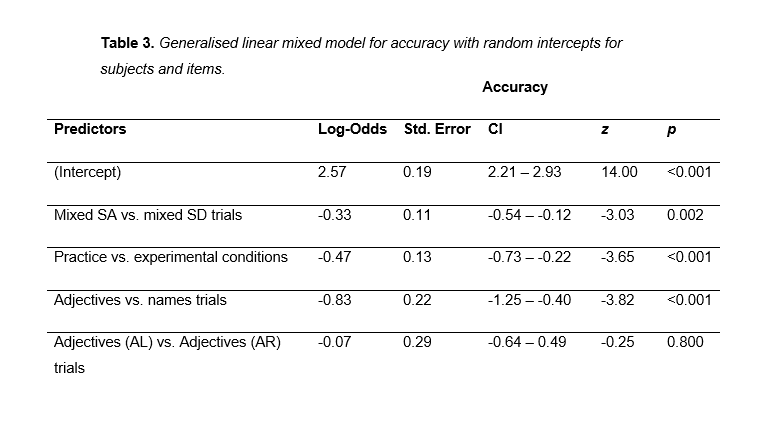 Table 3. Generalised linear mixed model for accuracy with random intercepts for
subjects and items.
Accuracy
Predictors Log-Odds Std. Error CI z p
(Intercept) 2.57 0.19 2.21 – 2.93 14.00 <0.001
Mixed SA vs. mixed SD trials -0.33 0.11 -0.54 – -0.12 -3.03 0.002
Practice vs. experimental conditions -0.47 0.13 -0.73 – -0.22 -3.65 <0.001
Adjectives vs. names trials -0.83 0.22 -1.25 – -0.40 -3.82 <0.001
Adjectives (AL) vs. Adjectives (AR) -0.07 0.29 -0.64 – 0.49 -0.25 0.800
trials